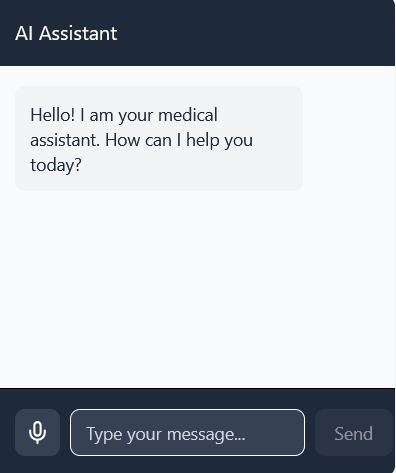 AI Assistant
Hello! I am your medical
assistant. How can I help you
today?
Type your message...
Send